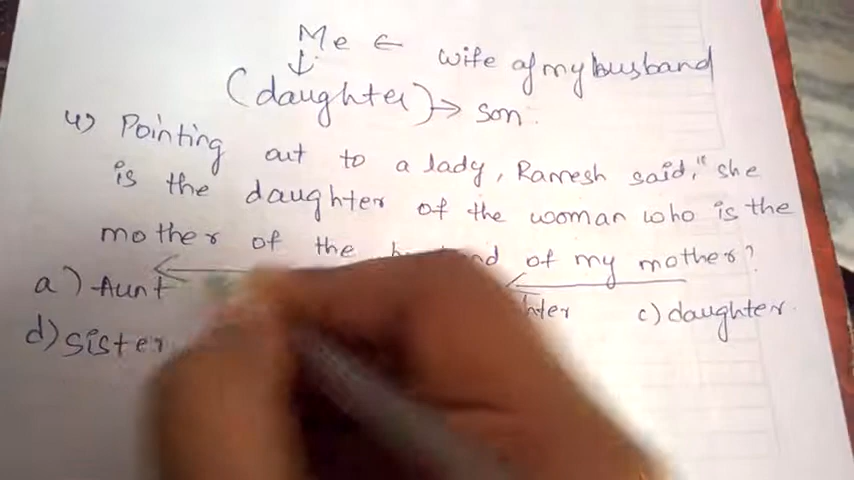 Me ← wife of my husband
↓
(daughter) → son
4) Pointing out to a lady, Ramesh said, "she
is the daughter of the woman who is the
mother of the of my mother?
a) Aunt c) daughter.
d) Sister